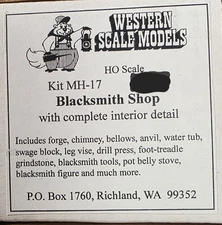 WESTERN
SCALE MODELS
HO Scale
Kit MH-17
Blacksmith Shop
with complete interior detail
Includes forge, chimney, bellows, anvil, water tub,
swage block, leg vise, drill press, foot-treadle
grindstone, blacksmith tools, pot belly stove,
blacksmith figure and much more.
P.O. Box 1760, Richland, WA 99352